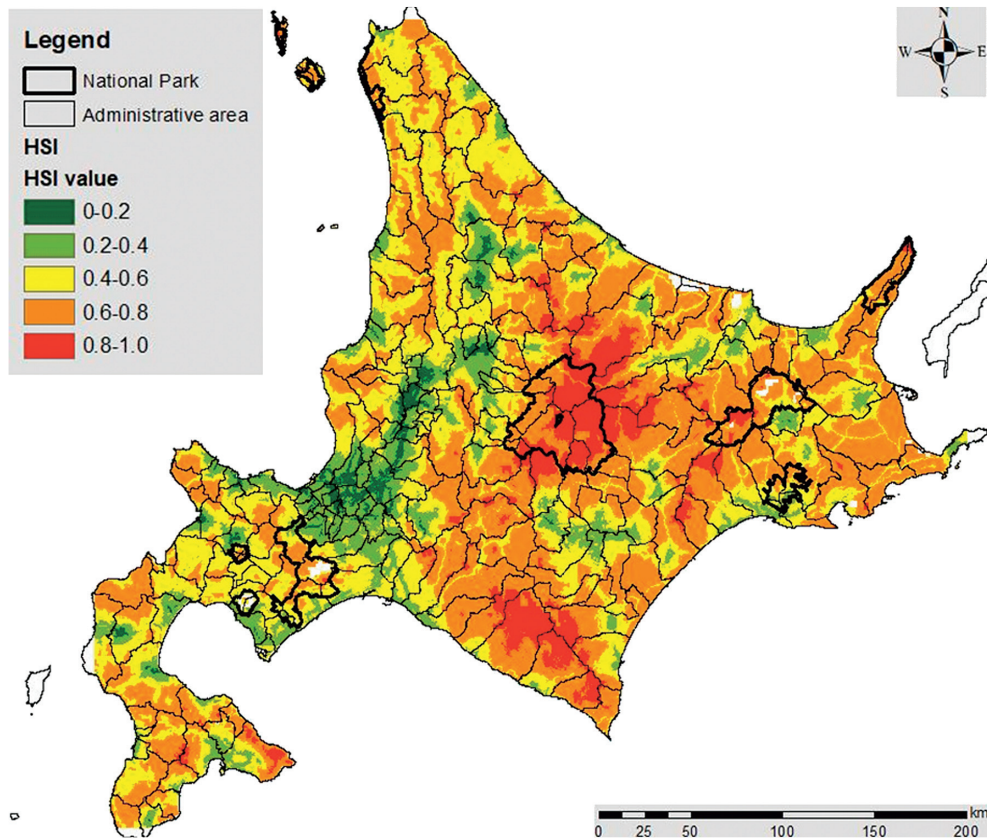 Legend
National Park
Administrative area
HSI
HSI value
0-0.2
0.2-0.4
0.4-0.6
0.6-0.8
0.8-1.0
N
W E
S
km
0 25 50 100 150 200